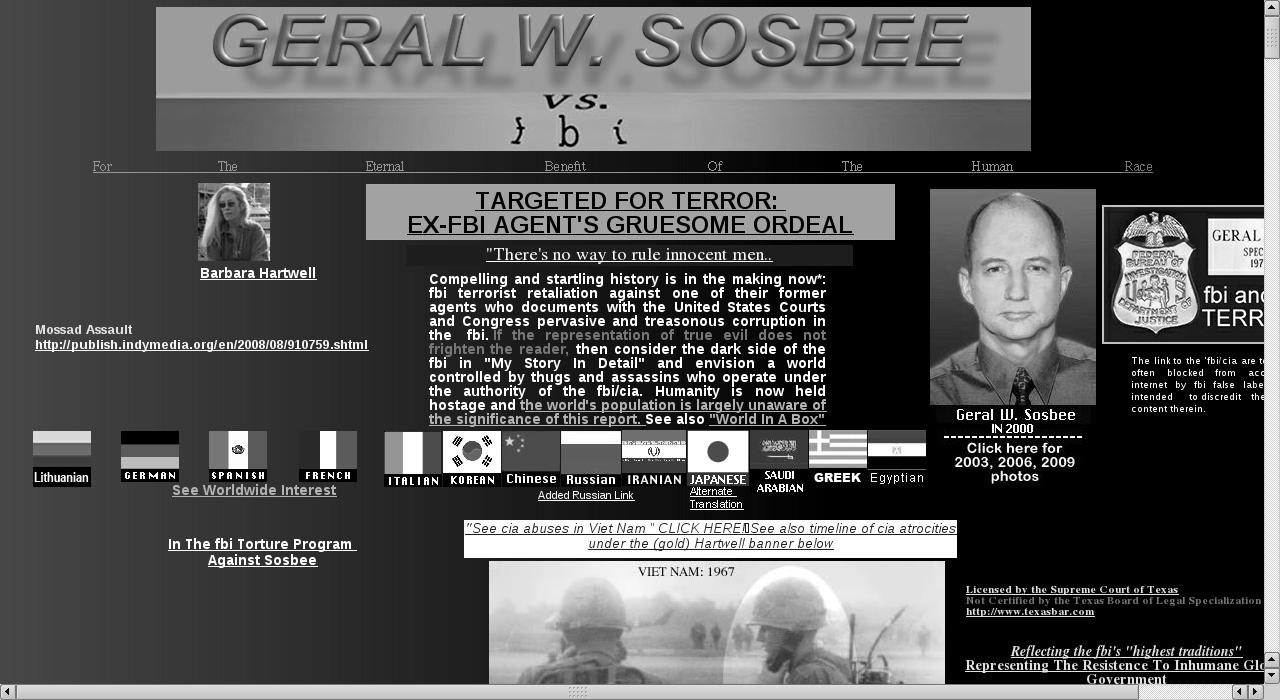 GERAL W. SOSBEE
vs.
} b i
For The Eternal Benefit Of The Human Race
Barbara Hartwell
Mossad Assault
http://publish.indymedia.org/en/2008/08/910759.shtml
TARGETED FOR TERROR:
EX-FBI AGENT'S GRUESOME ORDEAL
"There's no way to rule innocent men..
Compelling and startling history is in the making now*:
fbi terrorist retaliation against one of their former
agents who documents with the United States Courts
and Congress pervasive and treasonous corruption in
the fbi. If the representation of true evil does not
frighten the reader, then consider the dark side of the
fbi in "My Story In Detail" and envision a world
controlled by thugs and assassins who operate under
the authority of the fbi/cia. Humanity is now held
hostage and the world's population is largely unaware of
the significance of this report. See also "World In A Box"
Geral W. Sosbee
IN 2000
Click here for
2003, 2006, 2009
photos
GERAL
SPEC
197
FEDERAL
BUREAU OF
INVESTIGATION
DEPARTMENT
JUSTICE
fbi and
TERR
The link to the 'fbi/cia are to
often blocked from acc
internet by fbi false labe
intended to discredit the
content therein.
Lithuanian
GERMAN
SPANISH
FRENCH
ITALIAN
KOREAN
Chinese
Russian
IRANIAN
JAPANESE
SAUDI
ARABIAN
GREEK
Egyptian
See Worldwide Interest
Added Russian Link
Alternate
Translation
In The fbi Torture Program
Against Sosbee
"See cia abuses in Viet Nam " CLICK HERE! See also timeline of cia atrocities
under the (gold) Hartwell banner below
VIET NAM: 1967
Licensed by the Supreme Court of Texas
Not Certified by the Texas Board of Legal Specialization
http://www.texasbar.com
Reflecting the fbi's "highest traditions"
Representing The Resistence To Inhumane Glo
Government